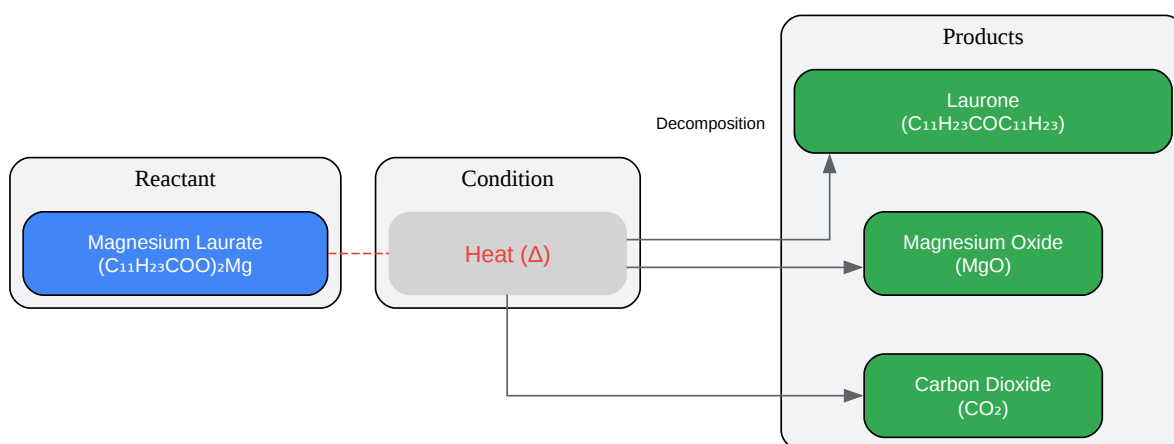 Products
Laurone
(C₁₁H₂₃COC₁₁H₂₃)
Decomposition
Reactant
Condition
Magnesium Laurate
(C₁₁H₂₃COO)₂Mg
Heat (Δ)
Magnesium Oxide
(MgO)
Carbon Dioxide
(CO₂)